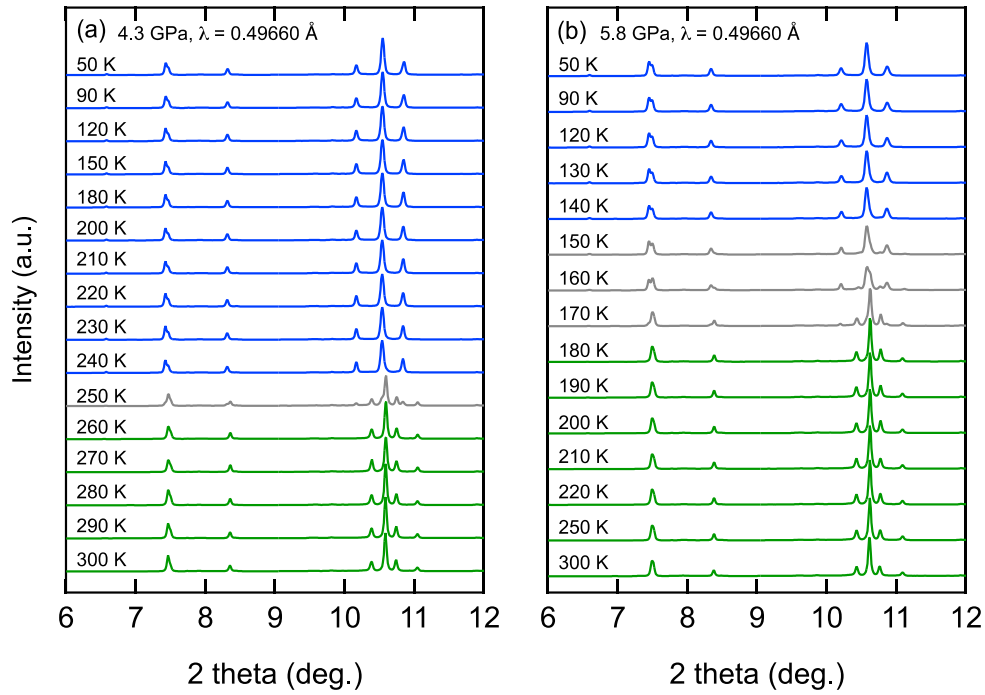 (a) 4.3 GPa, λ = 0.49660 Å
50 K
90 K
120 K
150 K
180 K
200 K
210 K
220 K
230 K
240 K
250 K
260 K
270 K
280 K
290 K
300 K
6 7 8 9 10 11 12
2 theta (deg.)
Intensity (a.u.)
(b) 5.8 GPa, λ = 0.49660 Å
50 K
90 K
120 K
130 K
140 K
150 K
160 K
170 K
180 K
190 K
200 K
210 K
220 K
250 K
300 K
6 7 8 9 10 11 12
2 theta (deg.)